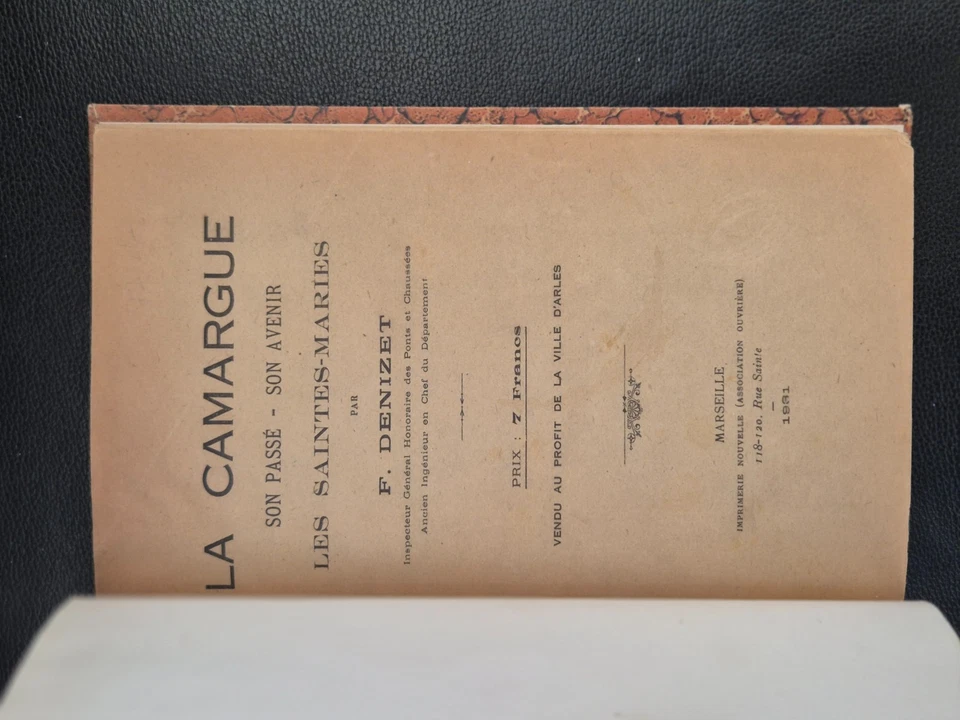 LA CAMARGUE
SON PASSÉ - SON AVENIR
LES SAINTES-MARIES
PAR
F. DENIZET
Inspecteur Général Honoraire des Ponts et Chaussées
Ancien Ingénieur en Chef du Département
PRIX : 7 Francs
VENDU AU PROFIT DE LA VILLE D'ARLES
MARSEILLE
IMPRIMERIE NOUVELLE (ASSOCIATION OUVRIÈRE)
118-120, Rue Sainte
—
1931